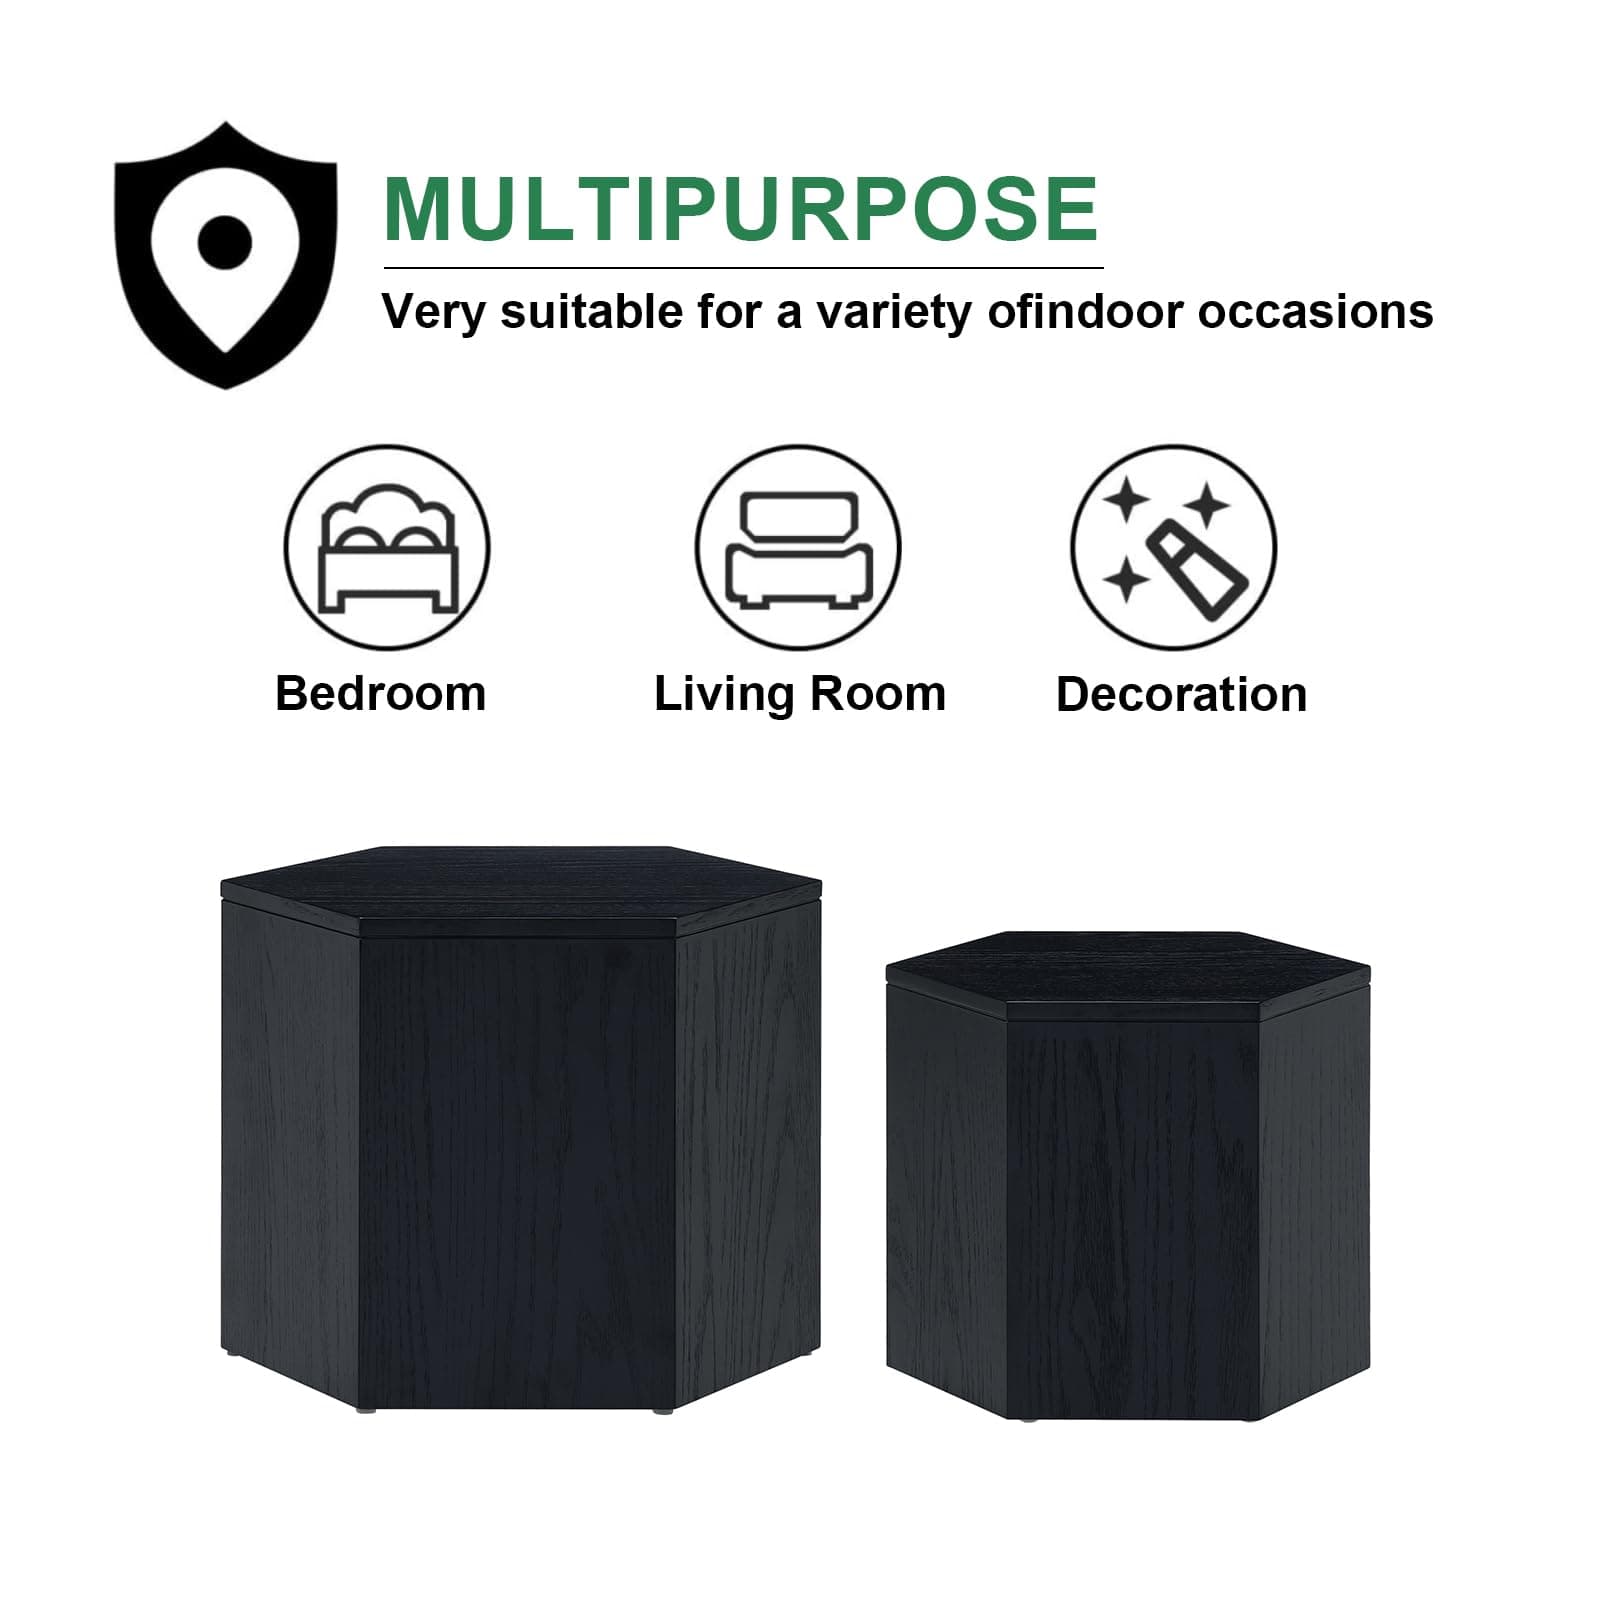 MULTIPURPOSE
Very suitable for a variety ofindoor occasions
Bedroom
Living Room
Decoration